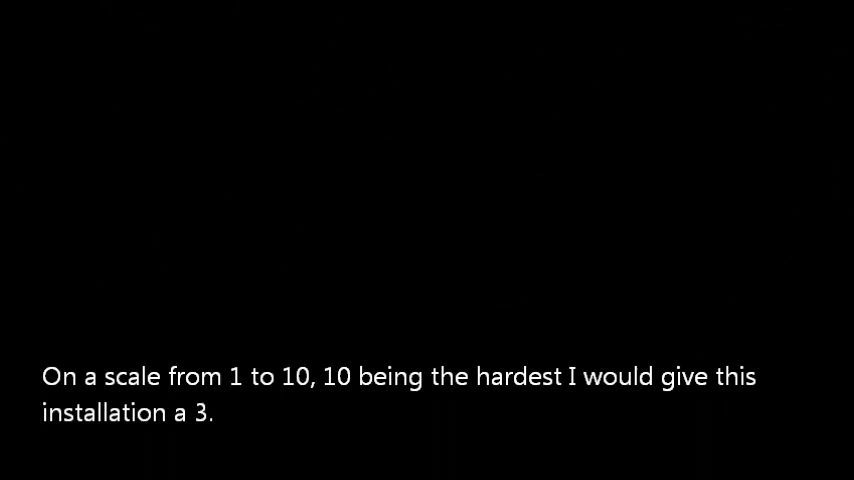 On a scale from 1 to 10, 10 being the hardest I would give this
installation a 3.